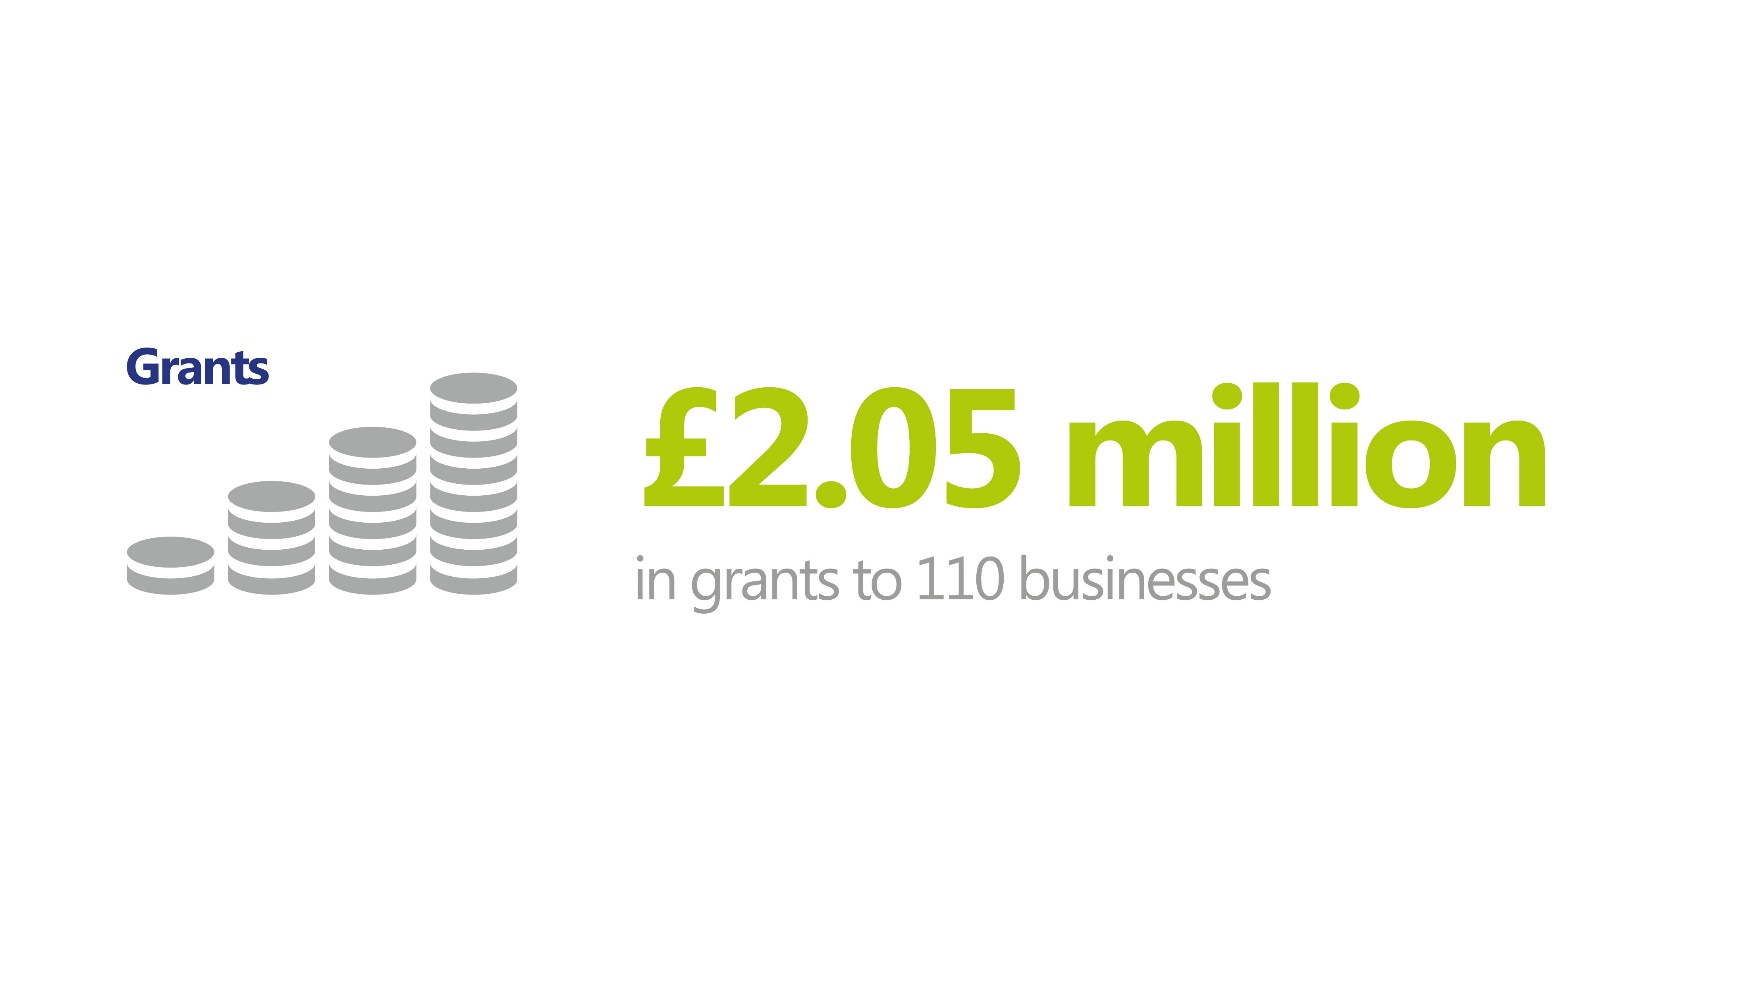 Grants
£2.05 million
in grants to 110 businesses